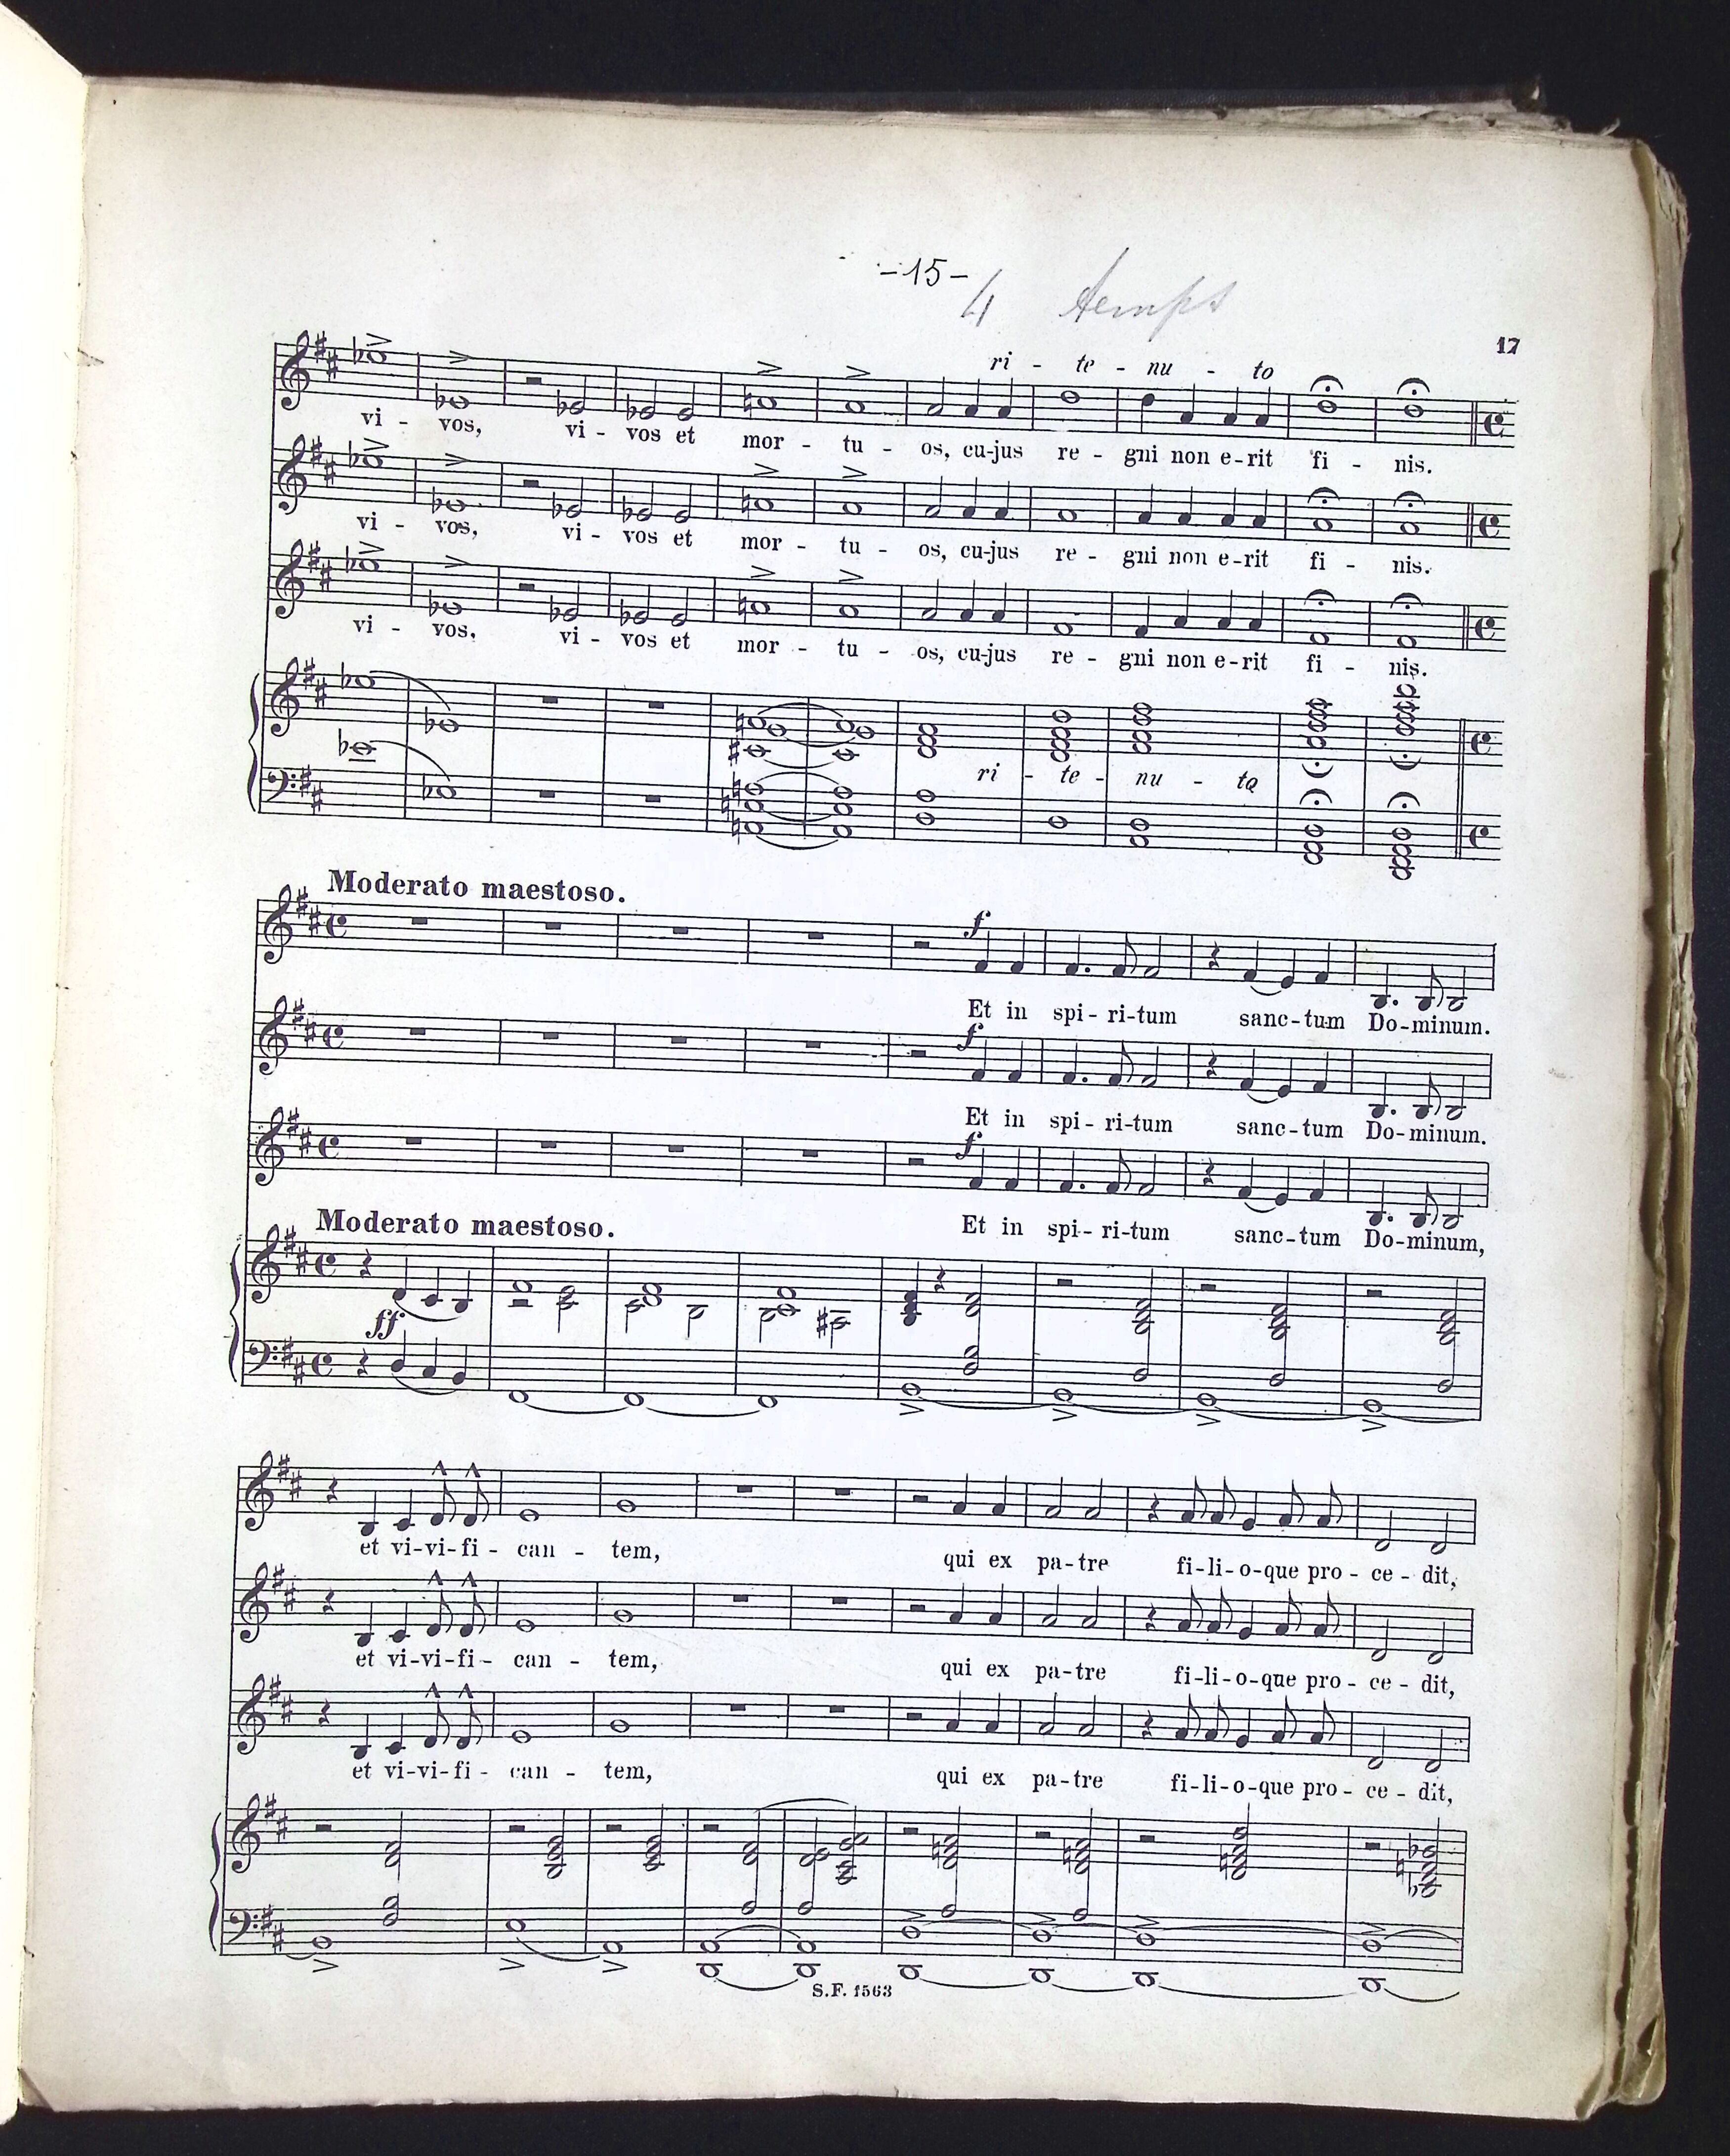 -15-
4 temps
17
ri - te - nu - to
vi - vos, vi - vos et mor - tu - os, cu-jus re - gni non e-rit fi - nis.
vi - vos, vi - vos et mor - tu - os, cu-jus re - gni non e-rit fi - nis.
vi - vos, vi - vos et mor - tu - os, cu-jus re - gni non e-rit fi - nis.
ri - te - nu - to
Moderato maestoso.
f
Et in spi - ri-tum sanc-tum Do-minum.
f
Et in spi - ri-tum sanc-tum Do-minum.
f
Et in spi - ri-tum sanc-tum Do-minum,
Moderato maestoso.
ff
et vi-vi-fi - can - tem, qui ex pa-tre fi-li-o-que pro - ce - dit,
et vi-vi-fi - can - tem, qui ex pa-tre fi-li-o-que pro - ce - dit,
et vi-vi-fi - can - tem, qui ex pa-tre fi-li-o-que pro - ce - dit,
S.F. 1563